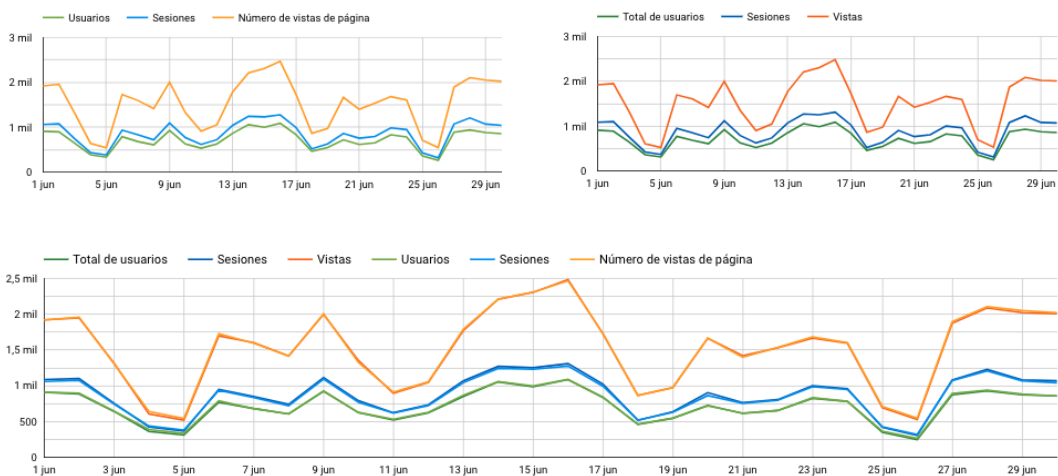 Usuarios Sesiones Número de vistas de página
3 mil
2 mil
1 mil
0
1 jun 5 jun 9 jun 13 jun 17 jun 21 jun 25 jun 29 jun
Total de usuarios Sesiones Vistas
3 mil
2 mil
1 mil
0
1 jun 5 jun 9 jun 13 jun 17 jun 21 jun 25 jun 29 jun
Total de usuarios Sesiones Vistas Usuarios Sesiones Número de vistas de página
2,5 mil
2 mil
1,5 mil
1 mil
500
0
1 jun 3 jun 5 jun 7 jun 9 jun 11 jun 13 jun 15 jun 17 jun 19 jun 21 jun 23 jun 25 jun 27 jun 29 jun